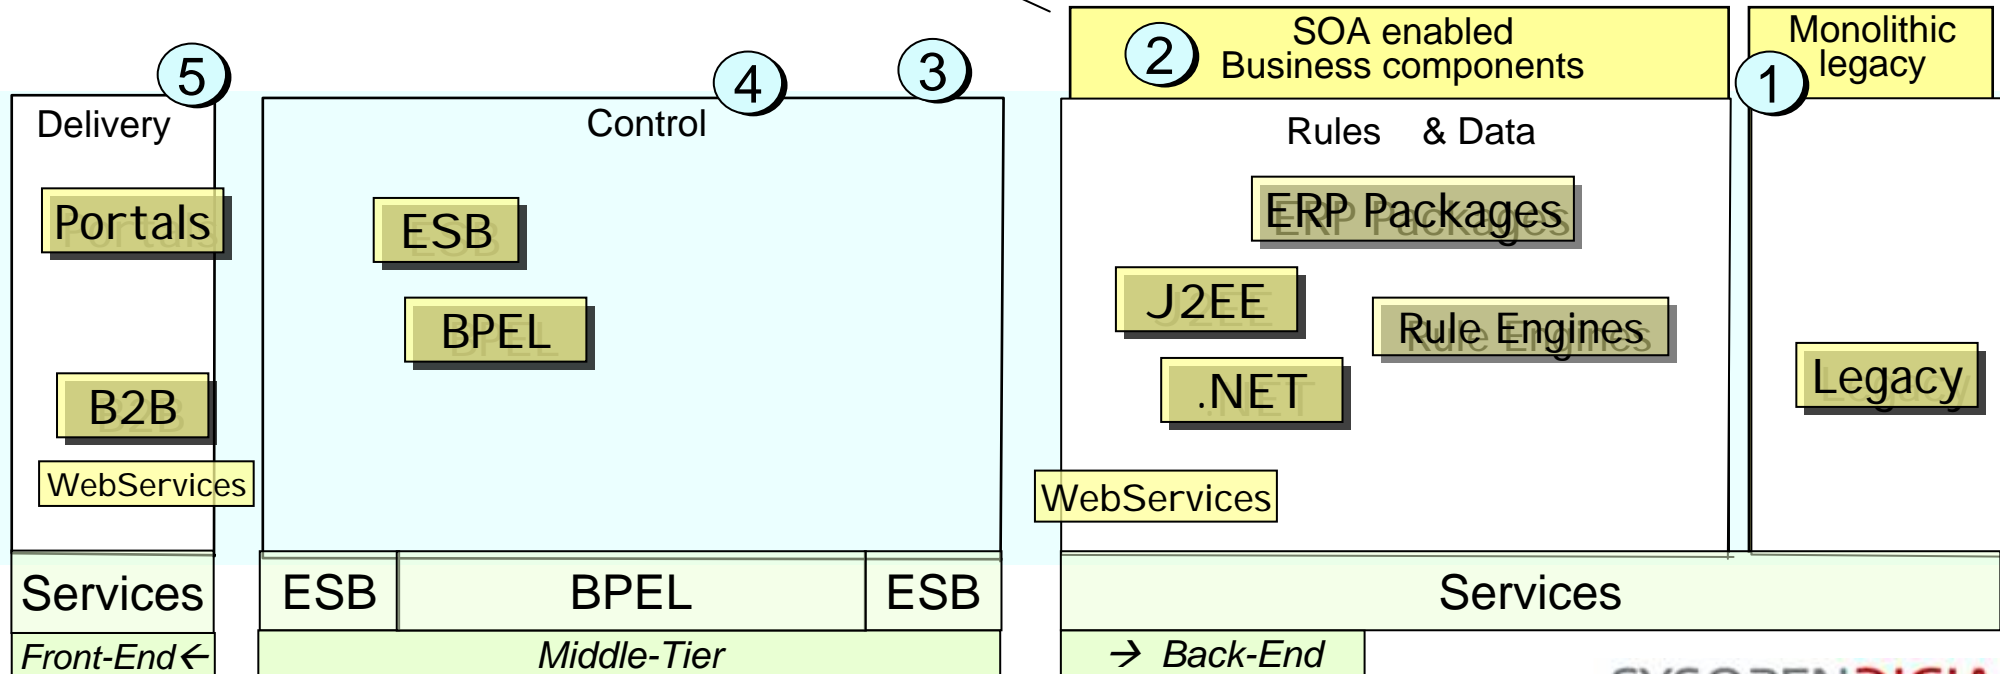 SOA enabled
Business components
Monolithic
legacy
5
4
3
2
1
Delivery
Control
Rules & Data
Portals
ESB
ERP Packages
J2EE
BPEL
Rule Engines
Legacy
B2B
.NET
WebServices
WebServices
Services
ESB
BPEL
ESB
Services
Front-End←
Middle-Tier
→ Back-End
SYSOPENDIGIA